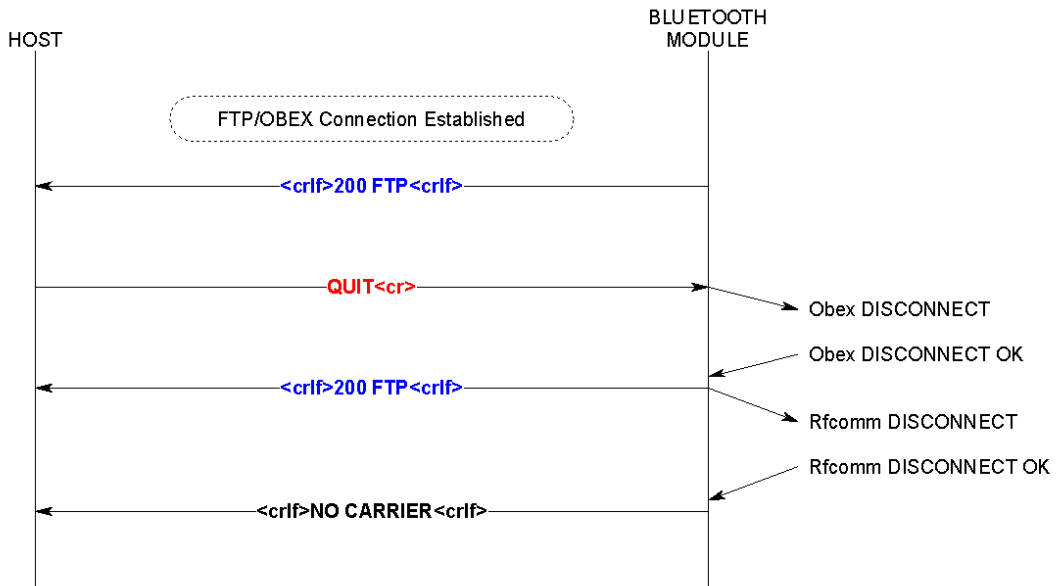 HOST
BLUETOOTH
MODULE
FTP/OBEX Connection Established
<crlf>200 FTP<crlf>
QUIT<cr>
Obex DISCONNECT
Obex DISCONNECT OK
<crlf>200 FTP<crlf>
Rfcomm DISCONNECT
Rfcomm DISCONNECT OK
<crlf>NO CARRIER<crlf>